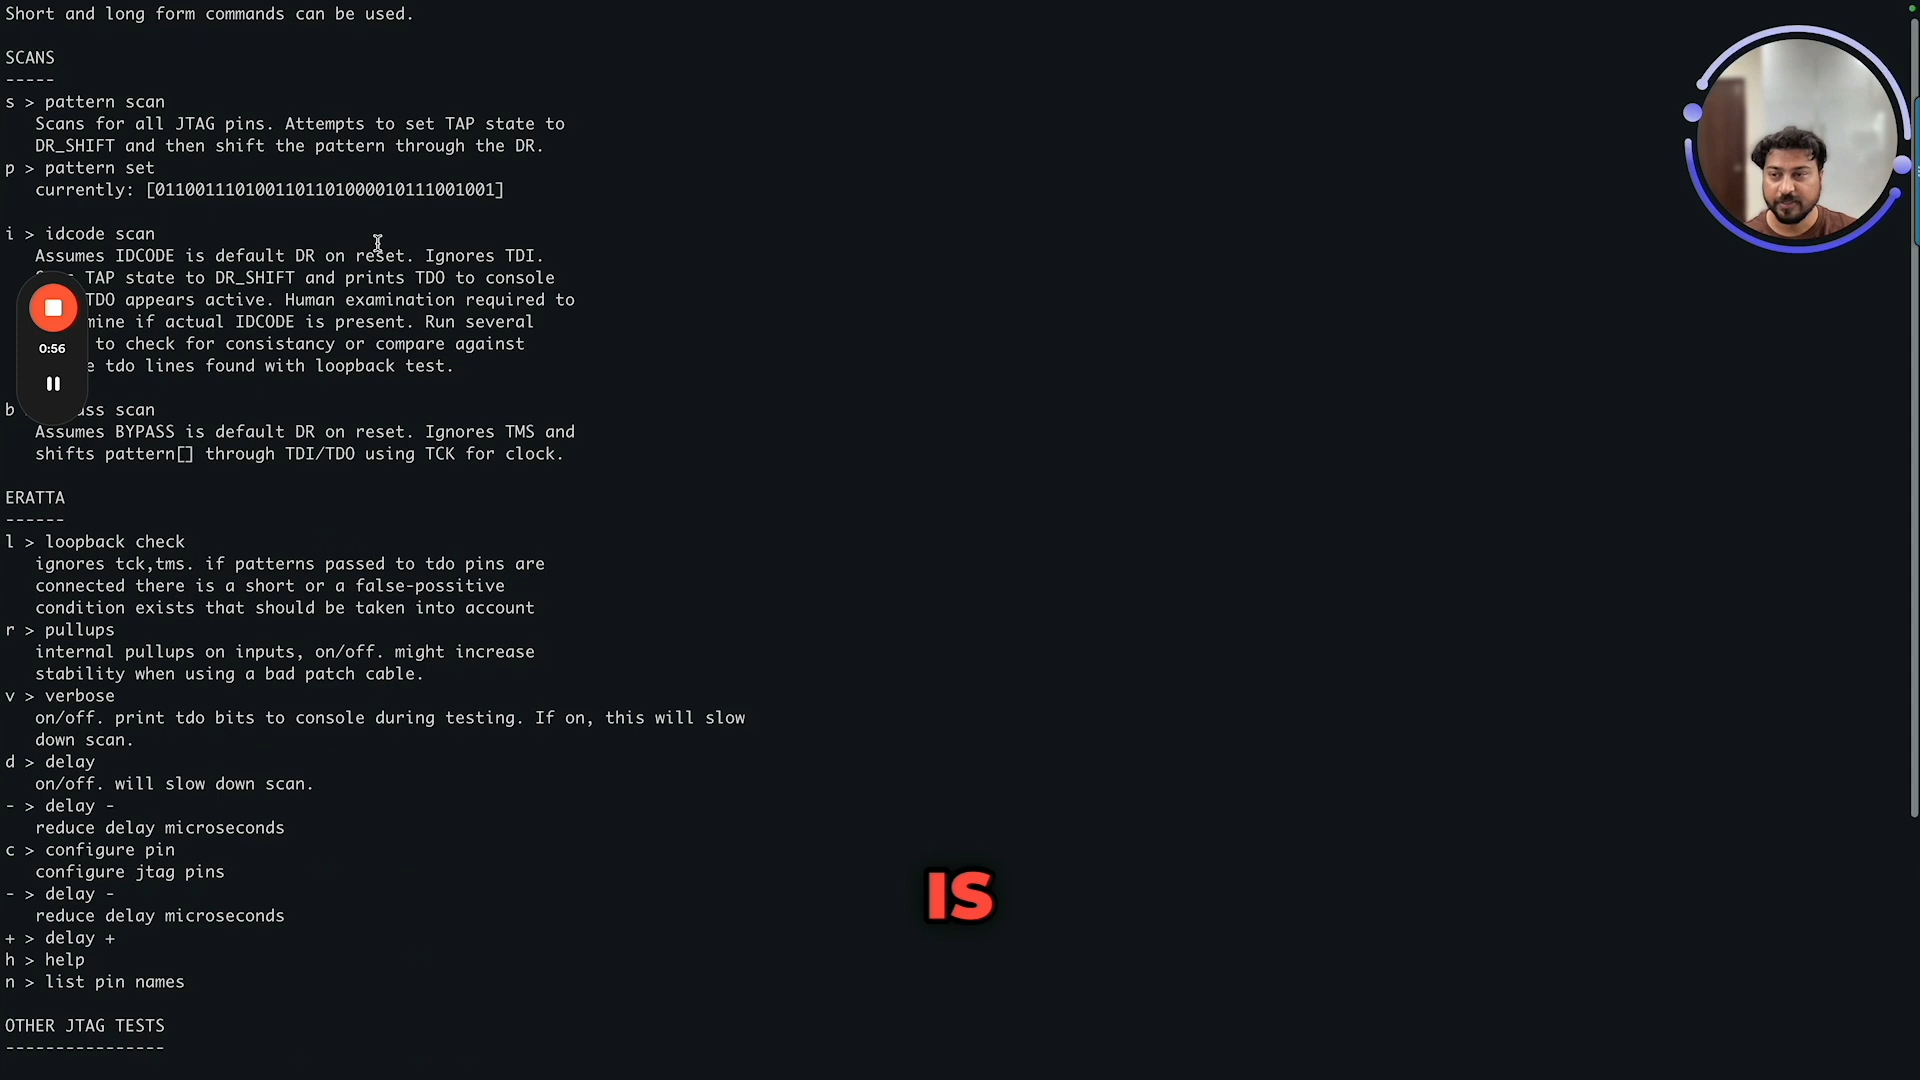 Short and long form commands can be used.
SCANS
-----
s > pattern scan
Scans for all JTAG pins. Attempts to set TAP state to
DR_SHIFT and then shift the pattern through the DR.
p > pattern set
currently: [0110011101001101101000010111001001]
i > idcode scan
Assumes IDCODE is default DR on reset. Ignores TDI.
TAP state to DR_SHIFT and prints TDO to console
TDO appears active. Human examination required to
mine if actual IDCODE is present. Run several
to check for consistancy or compare against
e tdo lines found with loopback test.
b ss scan
Assumes BYPASS is default DR on reset. Ignores TMS and
shifts pattern[] through TDI/TDO using TCK for clock.
ERATTA
------
l > loopback check
ignores tck,tms. if patterns passed to tdo pins are
connected there is a short or a false-possitive
condition exists that should be taken into account
r > pullups
internal pullups on inputs, on/off. might increase
stability when using a bad patch cable.
v > verbose
on/off. print tdo bits to console during testing. If on, this will slow
down scan.
d > delay
on/off. will slow down scan.
- > delay -
reduce delay microseconds
c > configure pin
configure jtag pins
- > delay -
reduce delay microseconds
+ > delay +
h > help
n > list pin names
OTHER JTAG TESTS
----------------
0:56
IS